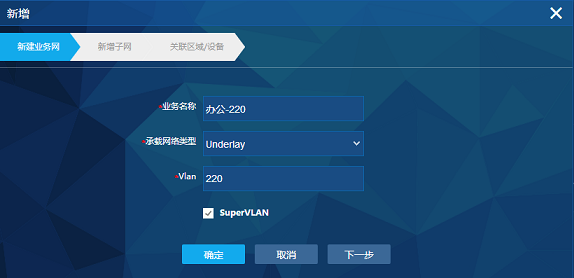 新增
新建业务网 新增子网 关联区域/设备
*业务名称 办公-220
*承载网络类型 Underlay
*Vlan 220
SuperVLAN
确定 取消 下一步